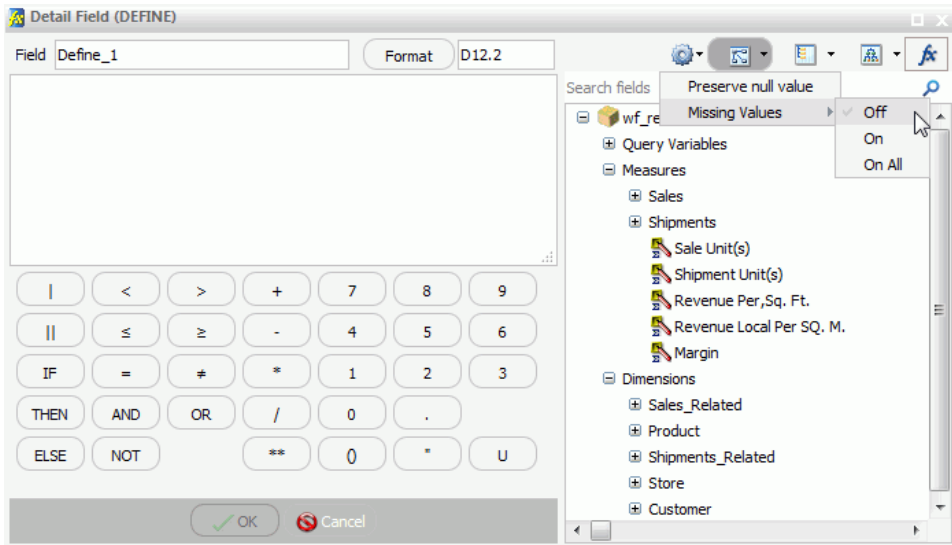 Detail Field (DEFINE)
Field Define_1 Format D12.2
Search fields
Preserve null value
Missing Values
Off
On
On All
wf_re
Query Variables
Measures
Sales
Shipments
Sale Unit(s)
Shipment Unit(s)
Revenue Per,Sq. Ft.
Revenue Local Per SQ. M.
Margin
Dimensions
Sales_Related
Product
Shipments_Related
Store
Customer
| < > + 7 8 9
|| ≤ ≥ - 4 5 6
IF = ≠ * 1 2 3
THEN AND OR / 0 .
ELSE NOT ** () " U
OK Cancel
fx